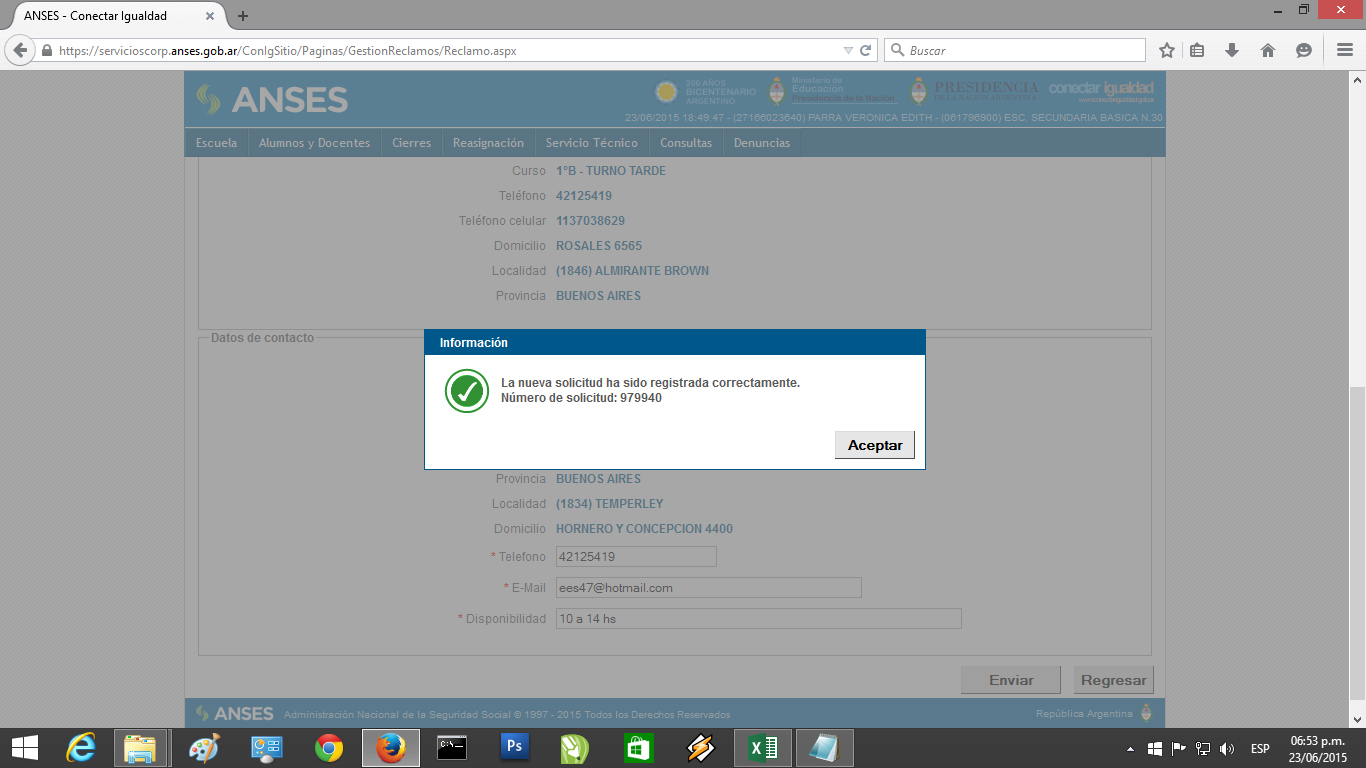 ANSES - Conectar Igualdad
https://servicioscorp.anses.gob.ar/ConIgSitio/Paginas/GestionReclamos/Reclamo.aspx
Buscar
ANSES
200 AÑOS
BICENTENARIO
ARGENTINO
Ministerio de
Educación
Presidencia de la Nación
PRESIDENCIA
DE LA NACIÓN ARGENTINA
conectar igualdad
www.conectarigualdad.gob.ar
23/06/2015 18:49:47 - (27166023640) PARRA VERONICA EDITH - (061796900) ESC. SECUNDARIA BASICA N.30
Escuela Alumnos y Docentes Cierres Reasignación Servicio Técnico Consultas Denuncias
Curso 1°B - TURNO TARDE
Teléfono 42125419
Teléfono celular 1137038629
Domicilio ROSALES 6565
Localidad (1846) ALMIRANTE BROWN
Provincia BUENOS AIRES
Datos de contacto
Información
La nueva solicitud ha sido registrada correctamente.
Número de solicitud: 979940
Aceptar
Provincia BUENOS AIRES
Localidad (1834) TEMPERLEY
Domicilio HORNERO Y CONCEPCION 4400
* Telefono 42125419
* E-Mail ees47@hotmail.com
* Disponibilidad 10 a 14 hs
Enviar Regresar
ANSES Administración Nacional de la Seguridad Social © 1997 - 2015 Todos los Derechos Reservados República Argentina
C:\_
Ps
ESP
06:53 p.m.
23/06/2015